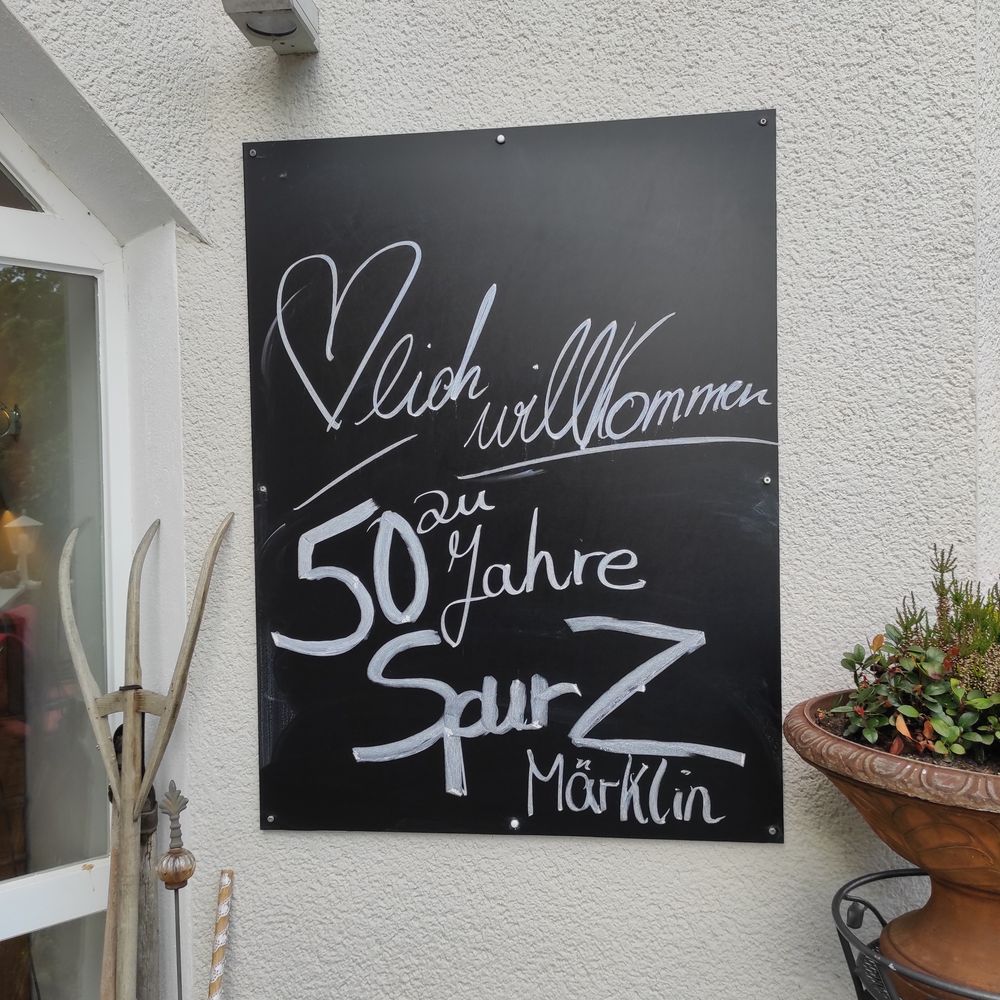 ♥lich willkommen
zu
50 Jahre
Spur Z
Märklin